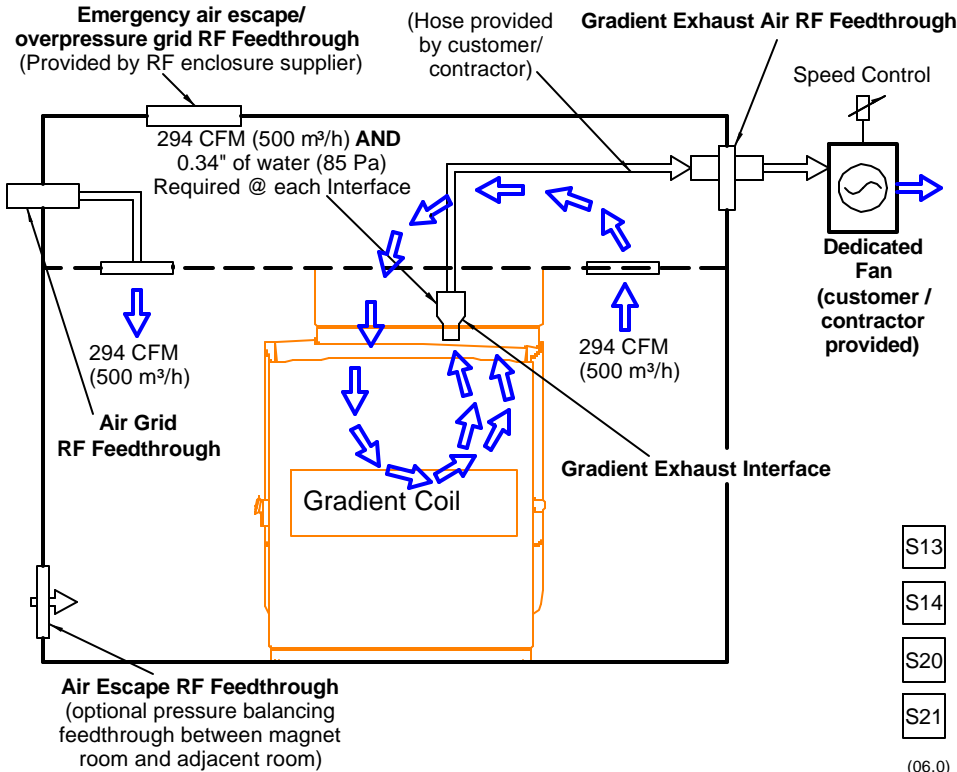 Emergency air escape/
overpressure grid RF Feedthrough
(Provided by RF enclosure supplier)
(Hose provided
by customer/
contractor)
Gradient Exhaust Air RF Feedthrough
Speed Control
294 CFM (500 m³/h) AND
0.34" of water (85 Pa)
Required @ each Interface
Dedicated
Fan
(customer /
contractor
provided)
294 CFM
(500 m³/h)
294 CFM
(500 m³/h)
Air Grid
RF Feedthrough
Gradient Exhaust Interface
Gradient Coil
S13
S14
S20
S21
Air Escape RF Feedthrough
(optional pressure balancing
feedthrough between magnet
room and adjacent room)
(06.0)